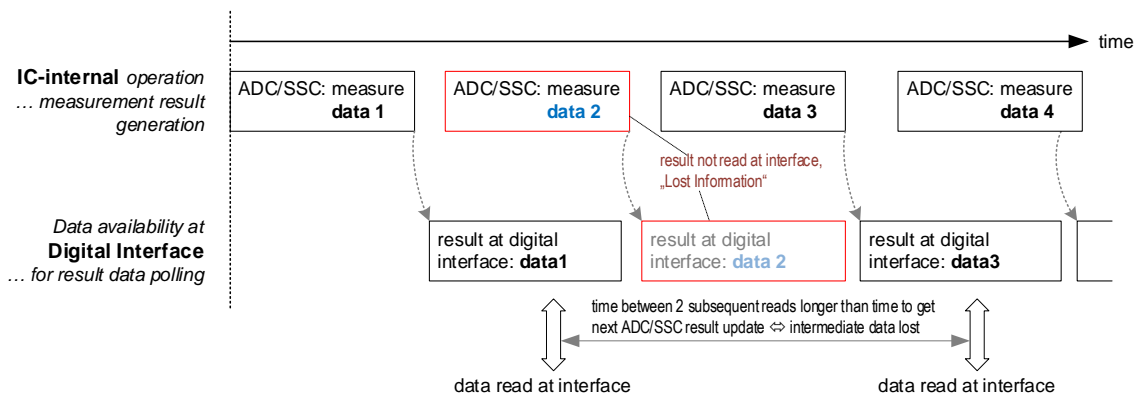 time
IC-internal operation
… measurement result
generation
ADC/SSC: measure
data 1
ADC/SSC: measure
data 2
ADC/SSC: measure
data 3
ADC/SSC: measure
data 4
result not read at interface,
„Lost Information“
Data availability at
Digital Interface
… for result data polling
result at digital
interface: data1
result at digital
interface: data 2
result at digital
interface: data3
time between 2 subsequent reads longer than time to get
next ADC/SSC result update ⇔ intermediate data lost
data read at interface
data read at interface